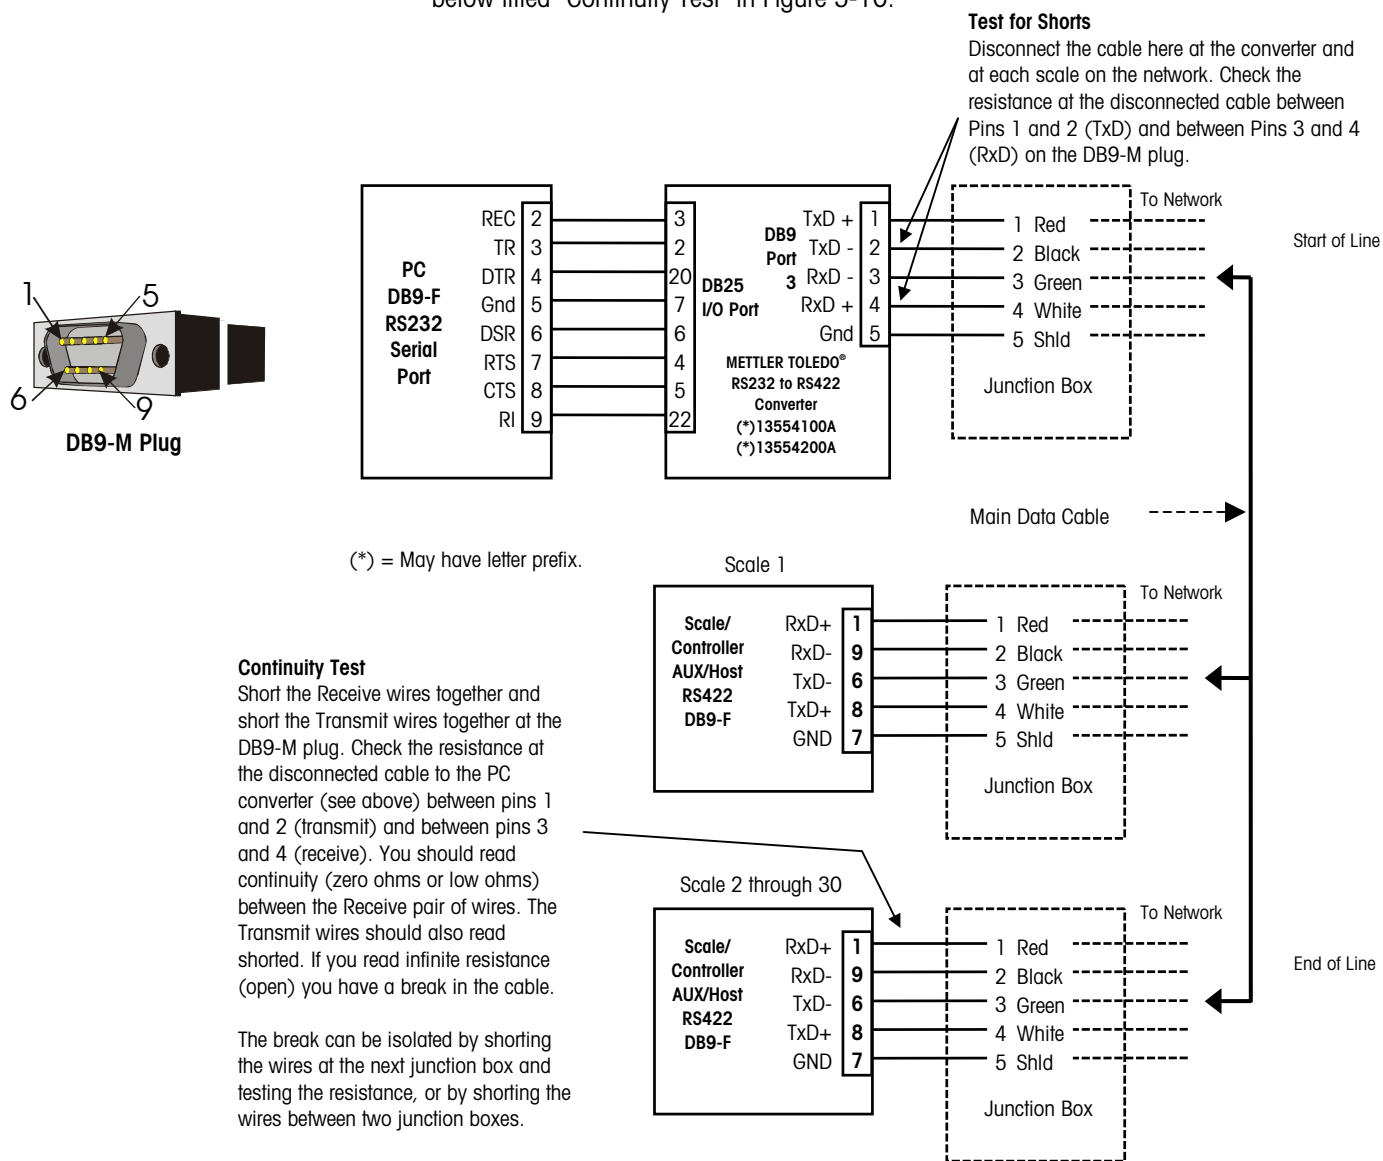 below titled "Continuity Test" in Figure 3-10.
Test for Shorts
Disconnect the cable here at the converter and
at each scale on the network. Check the
resistance at the disconnected cable between
Pins 1 and 2 (TxD) and between Pins 3 and 4
(RxD) on the DB9-M plug.
1 5
6 9
DB9-M Plug
PC
DB9-F
RS232
Serial
Port
REC 2
TR 3
DTR 4
Gnd 5
DSR 6
RTS 7
CTS 8
RI 9
3
2
20
7
6
4
5
22
DB25
I/O Port
DB9
Port
3
TxD + 1
TxD - 2
RxD - 3
RxD + 4
Gnd 5
METTLER TOLEDO®
RS232 to RS422
Converter
(*)13554100A
(*)13554200A
To Network
1 Red
2 Black
3 Green
4 White
5 Shld
Junction Box
Start of Line
Main Data Cable
(*) = May have letter prefix.
Scale 1
Scale/
Controller
AUX/Host
RS422
DB9-F
RxD+ 1
RxD- 9
TxD- 6
TxD+ 8
GND 7
To Network
1 Red
2 Black
3 Green
4 White
5 Shld
Junction Box
Continuity Test
Short the Receive wires together and
short the Transmit wires together at the
DB9-M plug. Check the resistance at
the disconnected cable to the PC
converter (see above) between pins 1
and 2 (transmit) and between pins 3
and 4 (receive). You should read
continuity (zero ohms or low ohms)
between the Receive pair of wires. The
Transmit wires should also read
shorted. If you read infinite resistance
(open) you have a break in the cable.
The break can be isolated by shorting
the wires at the next junction box and
testing the resistance, or by shorting the
wires between two junction boxes.
Scale 2 through 30
Scale/
Controller
AUX/Host
RS422
DB9-F
RxD+ 1
RxD- 9
TxD- 6
TxD+ 8
GND 7
To Network
1 Red
2 Black
3 Green
4 White
5 Shld
Junction Box
End of Line